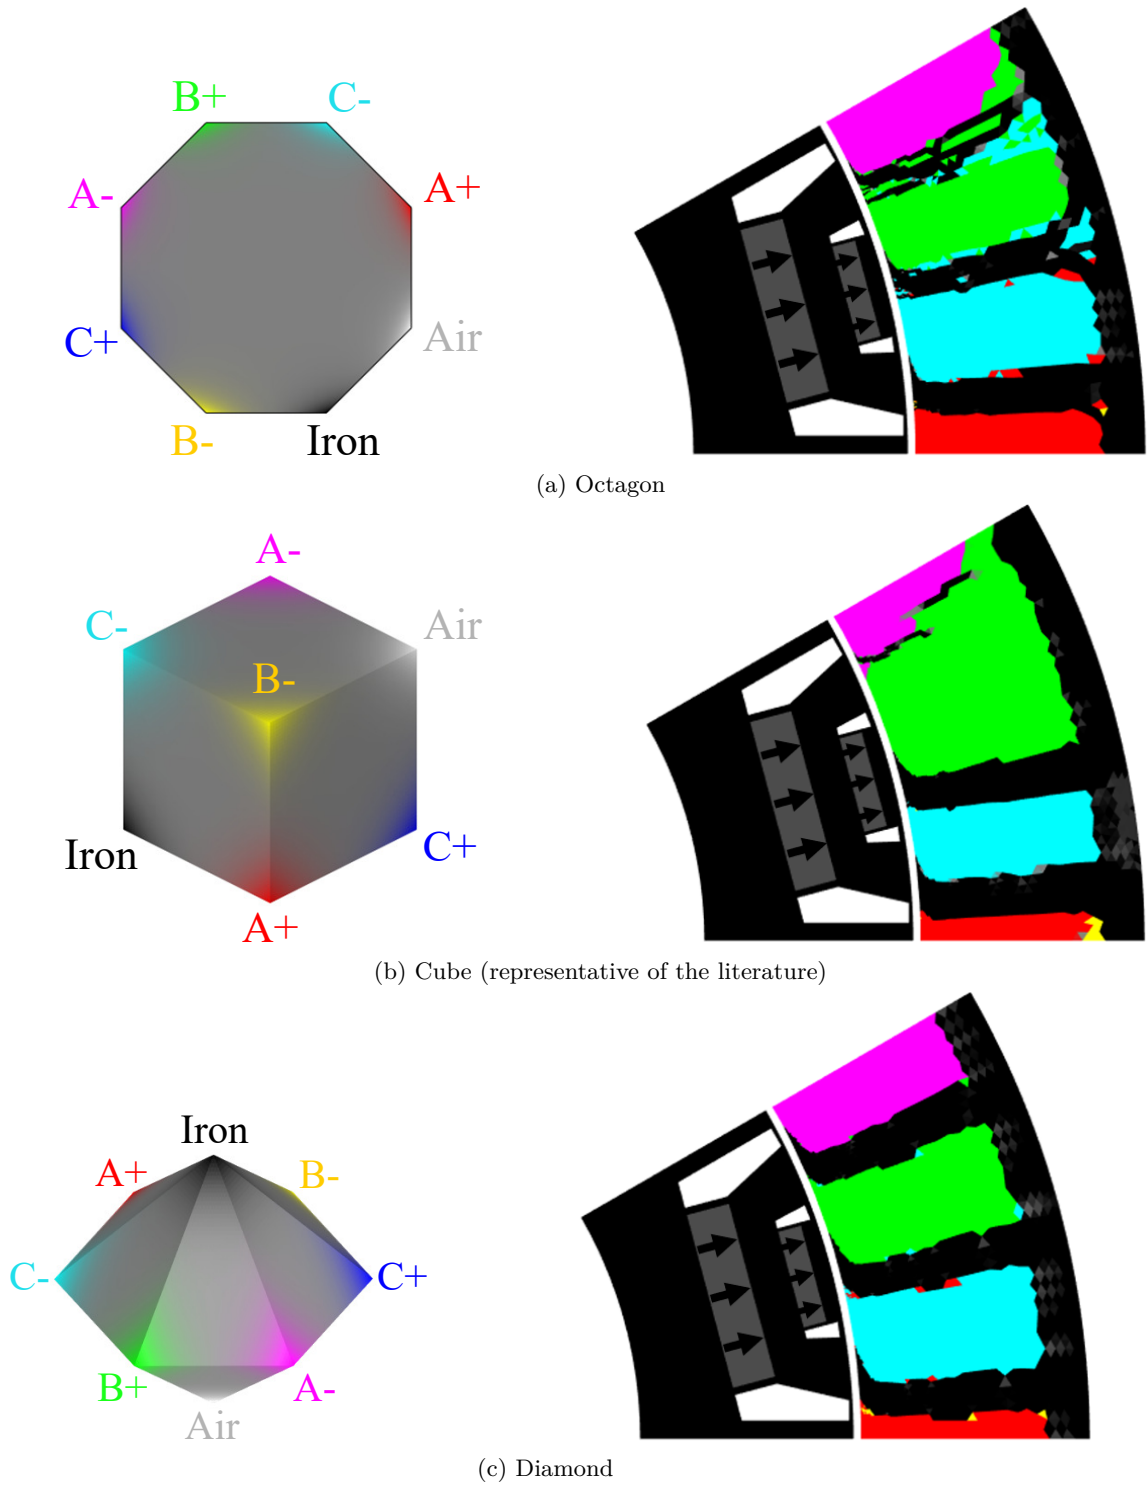 B+ C-
A- A+
C+ Air
B- Iron
(a) Octagon
A-
C- Air
B-
Iron C+
A+
(b) Cube (representative of the literature)
Iron
A+ B-
C- C+
B+ A-
Air
(c) Diamond